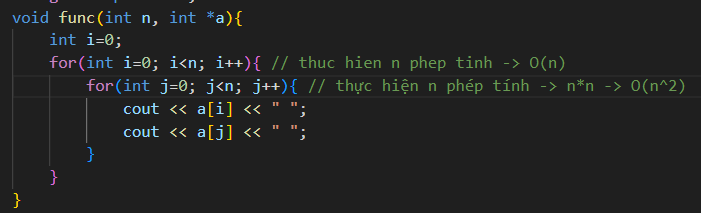 void func(int n, int *a){
    int i=0;
    for(int i=0; i<n; i++){ // thuc hien n phep tinh -> O(n)
        for(int j=0; j<n; j++){ // thực hiện n phép tính -> n*n -> O(n^2)
            cout << a[i] << " ";
            cout << a[j] << " ";
        }
    }
}